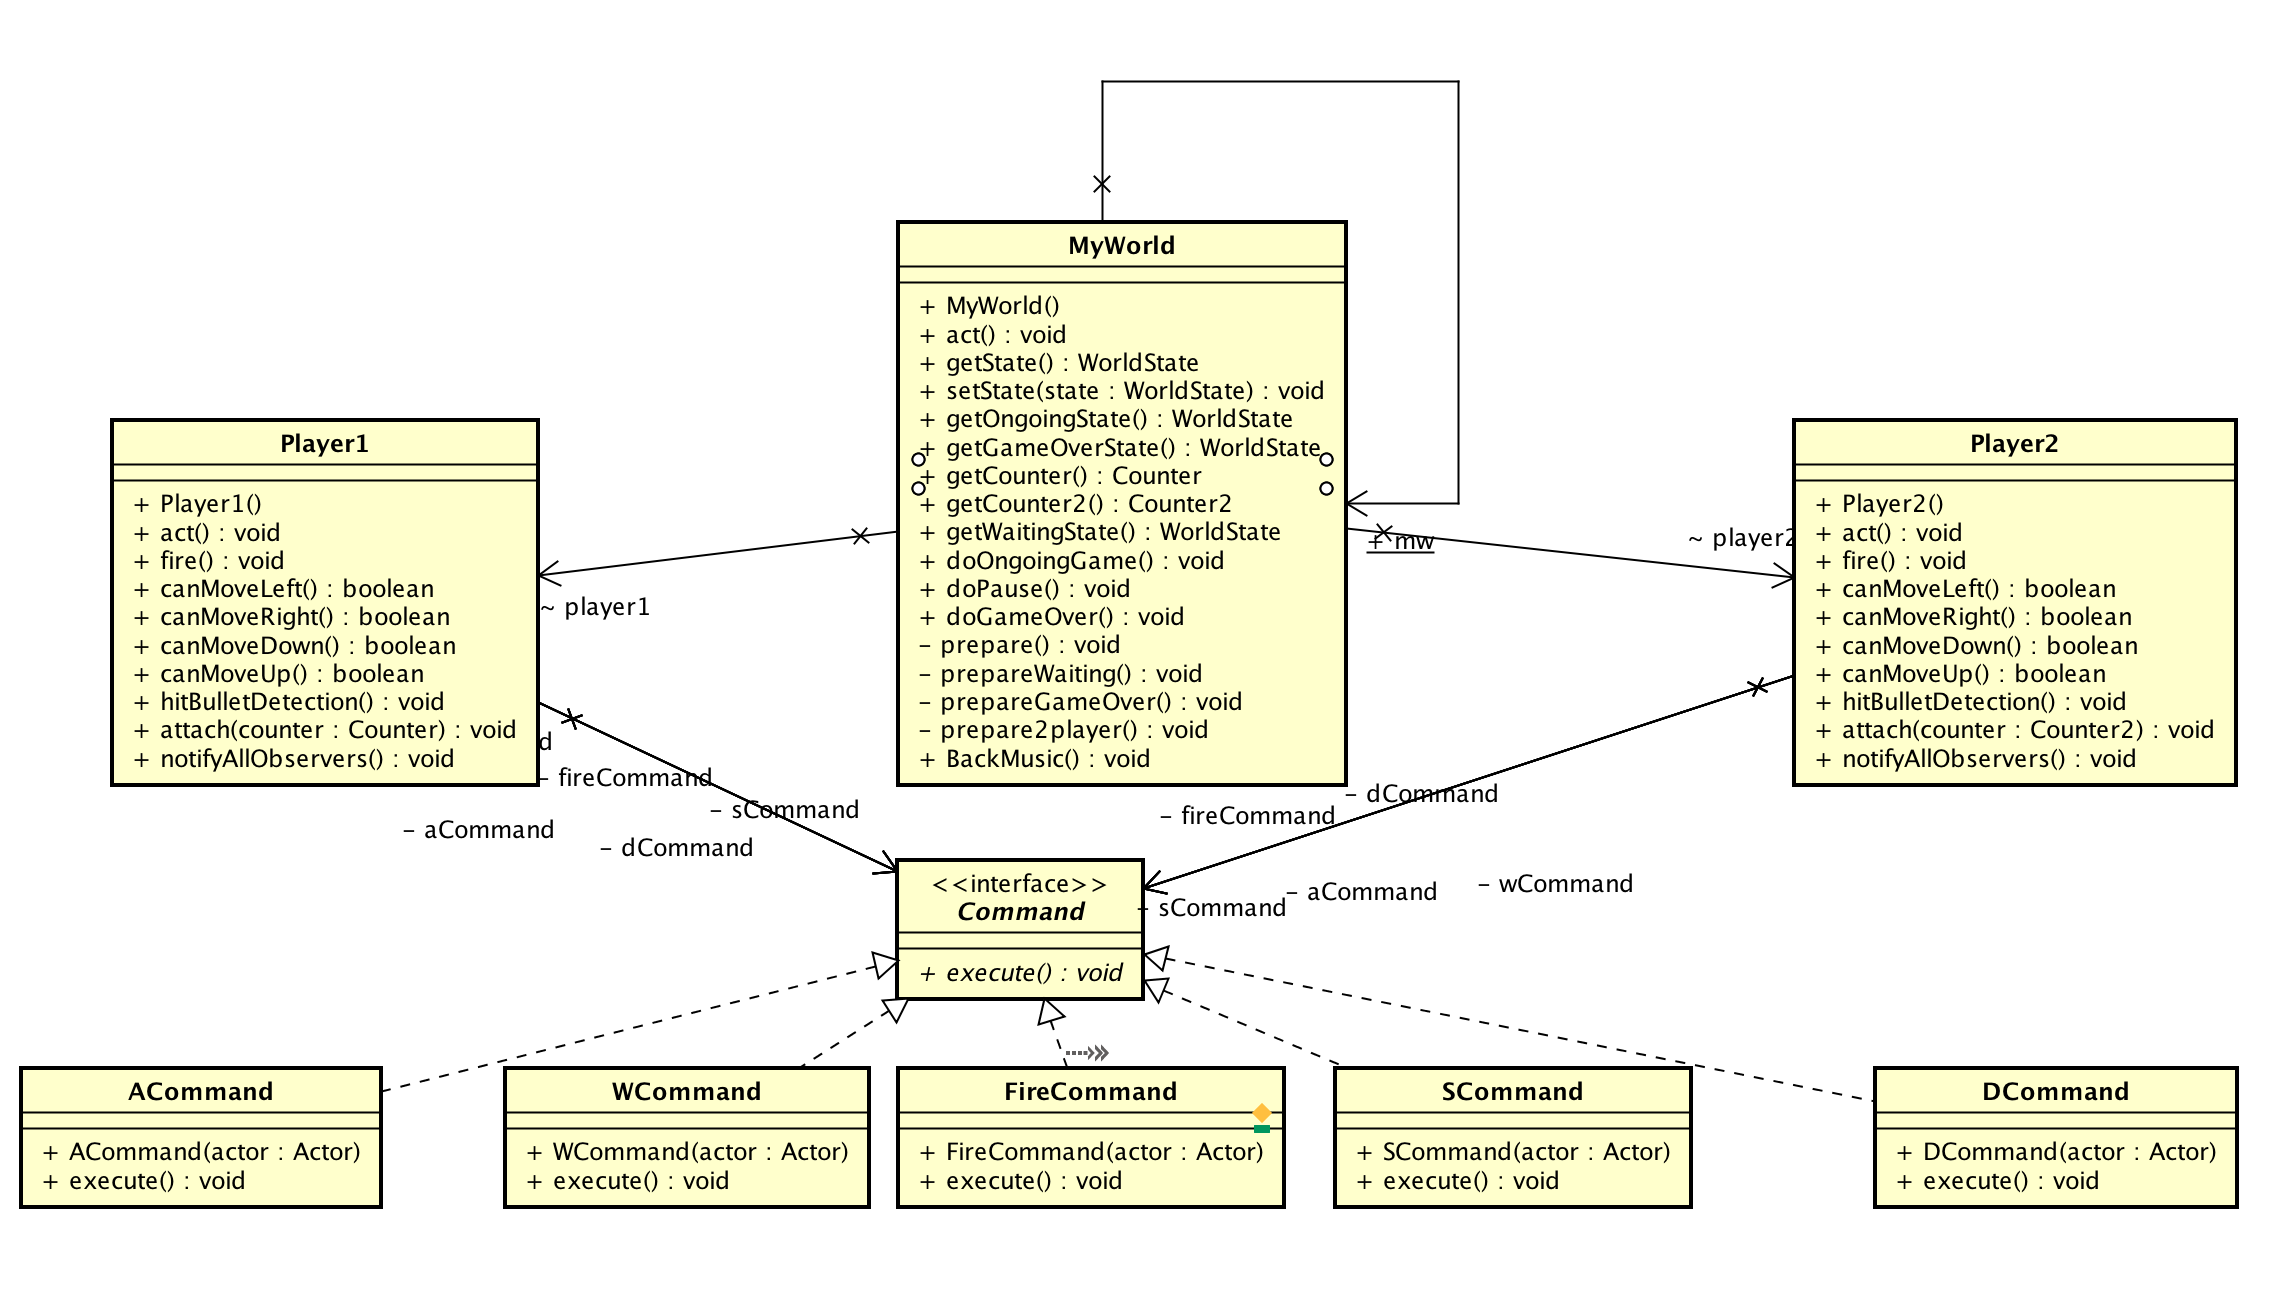 MyWorld
+ MyWorld()
+ act() : void
+ getState() : WorldState
+ setState(state : WorldState) : void
+ getOngoingState() : WorldState
+ getGameOverState() : WorldState
+ getCounter() : Counter
+ getCounter2() : Counter2
+ getWaitingState() : WorldState
+ doOngoingGame() : void
+ doPause() : void
+ doGameOver() : void
– prepare() : void
– prepareWaiting() : void
– prepareGameOver() : void
– prepare2player() : void
+ BackMusic() : void
Player1
+ Player1()
+ act() : void
+ fire() : void
+ canMoveLeft() : boolean
+ canMoveRight() : boolean
+ canMoveDown() : boolean
+ canMoveUp() : boolean
+ hitBulletDetection() : void
+ attach(counter : Counter) : void
+ notifyAllObservers() : void
~ player1
+ mw
~ player2
Player2
+ Player2()
+ act() : void
+ fire() : void
+ canMoveLeft() : boolean
+ canMoveRight() : boolean
+ canMoveDown() : boolean
+ canMoveUp() : boolean
+ hitBulletDetection() : void
+ attach(counter : Counter2) : void
+ notifyAllObservers() : void
d
– fireCommand
– sCommand
– aCommand
– dCommand
– dCommand
– fireCommand
– wCommand
– aCommand
– sCommand
<<interface>>
Command
+ execute() : void
ACommand
+ ACommand(actor : Actor)
+ execute() : void
WCommand
+ WCommand(actor : Actor)
+ execute() : void
FireCommand
+ FireCommand(actor : Actor)
+ execute() : void
SCommand
+ SCommand(actor : Actor)
+ execute() : void
DCommand
+ DCommand(actor : Actor)
+ execute() : void